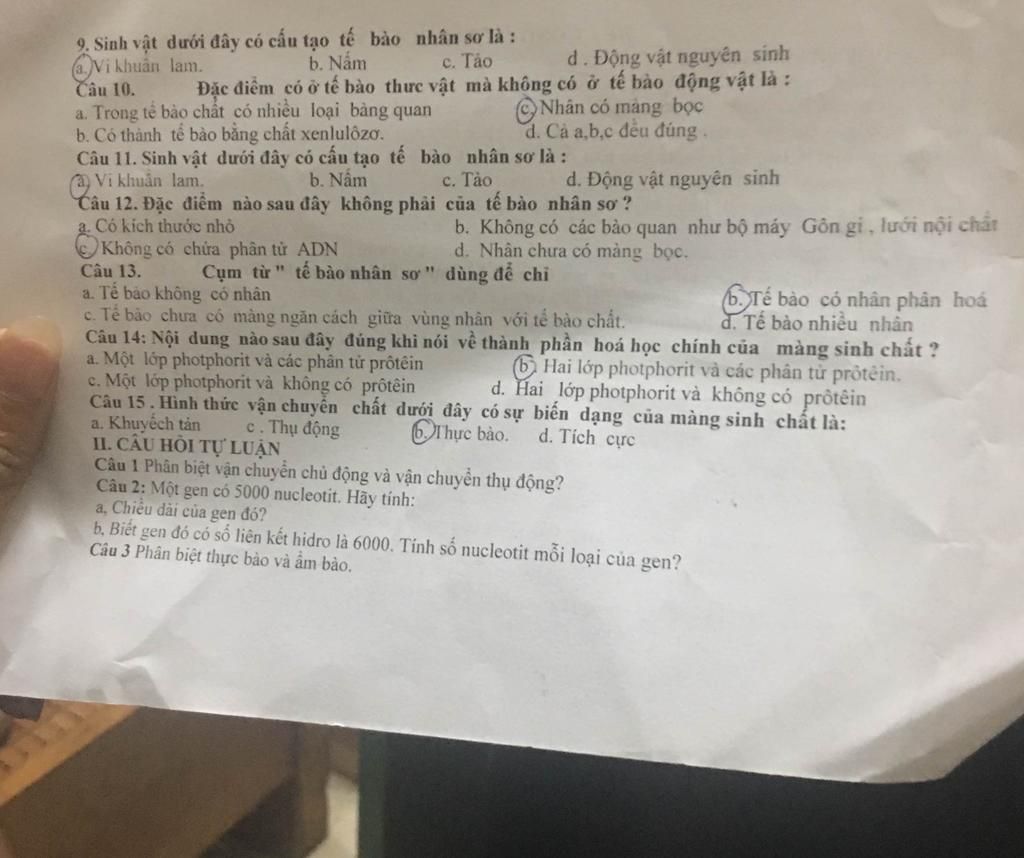 9. Sinh vật dưới đây có cấu tạo tế bào nhân sơ là :
a. Vi khuẩn lam. b. Nấm c. Tảo d . Động vật nguyên sinh
Câu 10. Đặc điểm có ở tế bào thưc vật mà không có ở tế bào động vật là :
a. Trong tế bào chất có nhiều loại bàng quan c. Nhân có màng bọc
b. Có thành tế bào bằng chất xenlulôzơ. d. Cả a,b,c đều đúng .
Câu 11. Sinh vật dưới đây có cấu tạo tế bào nhân sơ là :
a) Vi khuẩn lam. b. Nấm c. Tảo d. Động vật nguyên sinh
Câu 12. Đặc điểm nào sau đây không phải của tế bào nhân sơ ?
a. Có kích thước nhỏ b. Không có các bào quan như bộ máy Gôn gi , lưới nội chất
c. Không có chứa phân tử ADN d. Nhân chưa có màng bọc.
Câu 13. Cụm từ " tế bào nhân sơ " dùng để chỉ
a. Tế bào không có nhân b. Tế bào có nhân phân hoá
c. Tế bào chưa có màng ngăn cách giữa vùng nhân với tế bào chất. d. Tế bào nhiều nhân
Câu 14: Nội dung nào sau đây đúng khi nói về thành phần hoá học chính của màng sinh chất ?
a. Một lớp photphorit và các phân tử prôtêin b. Hai lớp photphorit và các phân tử prôtêin.
c. Một lớp photphorit và không có prôtêin d. Hai lớp photphorit và không có prôtêin
Câu 15 . Hình thức vận chuyển chất dưới đây có sự biến dạng của màng sinh chất là:
a. Khuyếch tán c . Thụ động b. Thực bào. d. Tích cực
II. CÂU HỎI TỰ LUẬN
Câu 1 Phân biệt vận chuyển chủ động và vận chuyển thụ động?
Câu 2: Một gen có 5000 nucleotit. Hãy tính:
a, Chiều dài của gen đó?
b, Biết gen đó có số liên kết hidro là 6000. Tính số nucleotit mỗi loại của gen?
Câu 3 Phân biệt thực bào và ẩm bào.